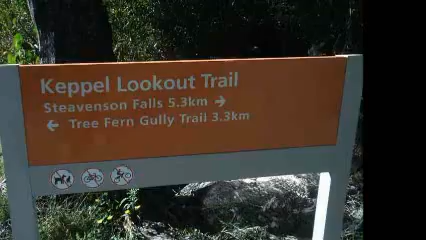 Keppel Lookout Trail
Steavenson Falls 5.3km →
← Tree Fern Gully Trail 3.3km